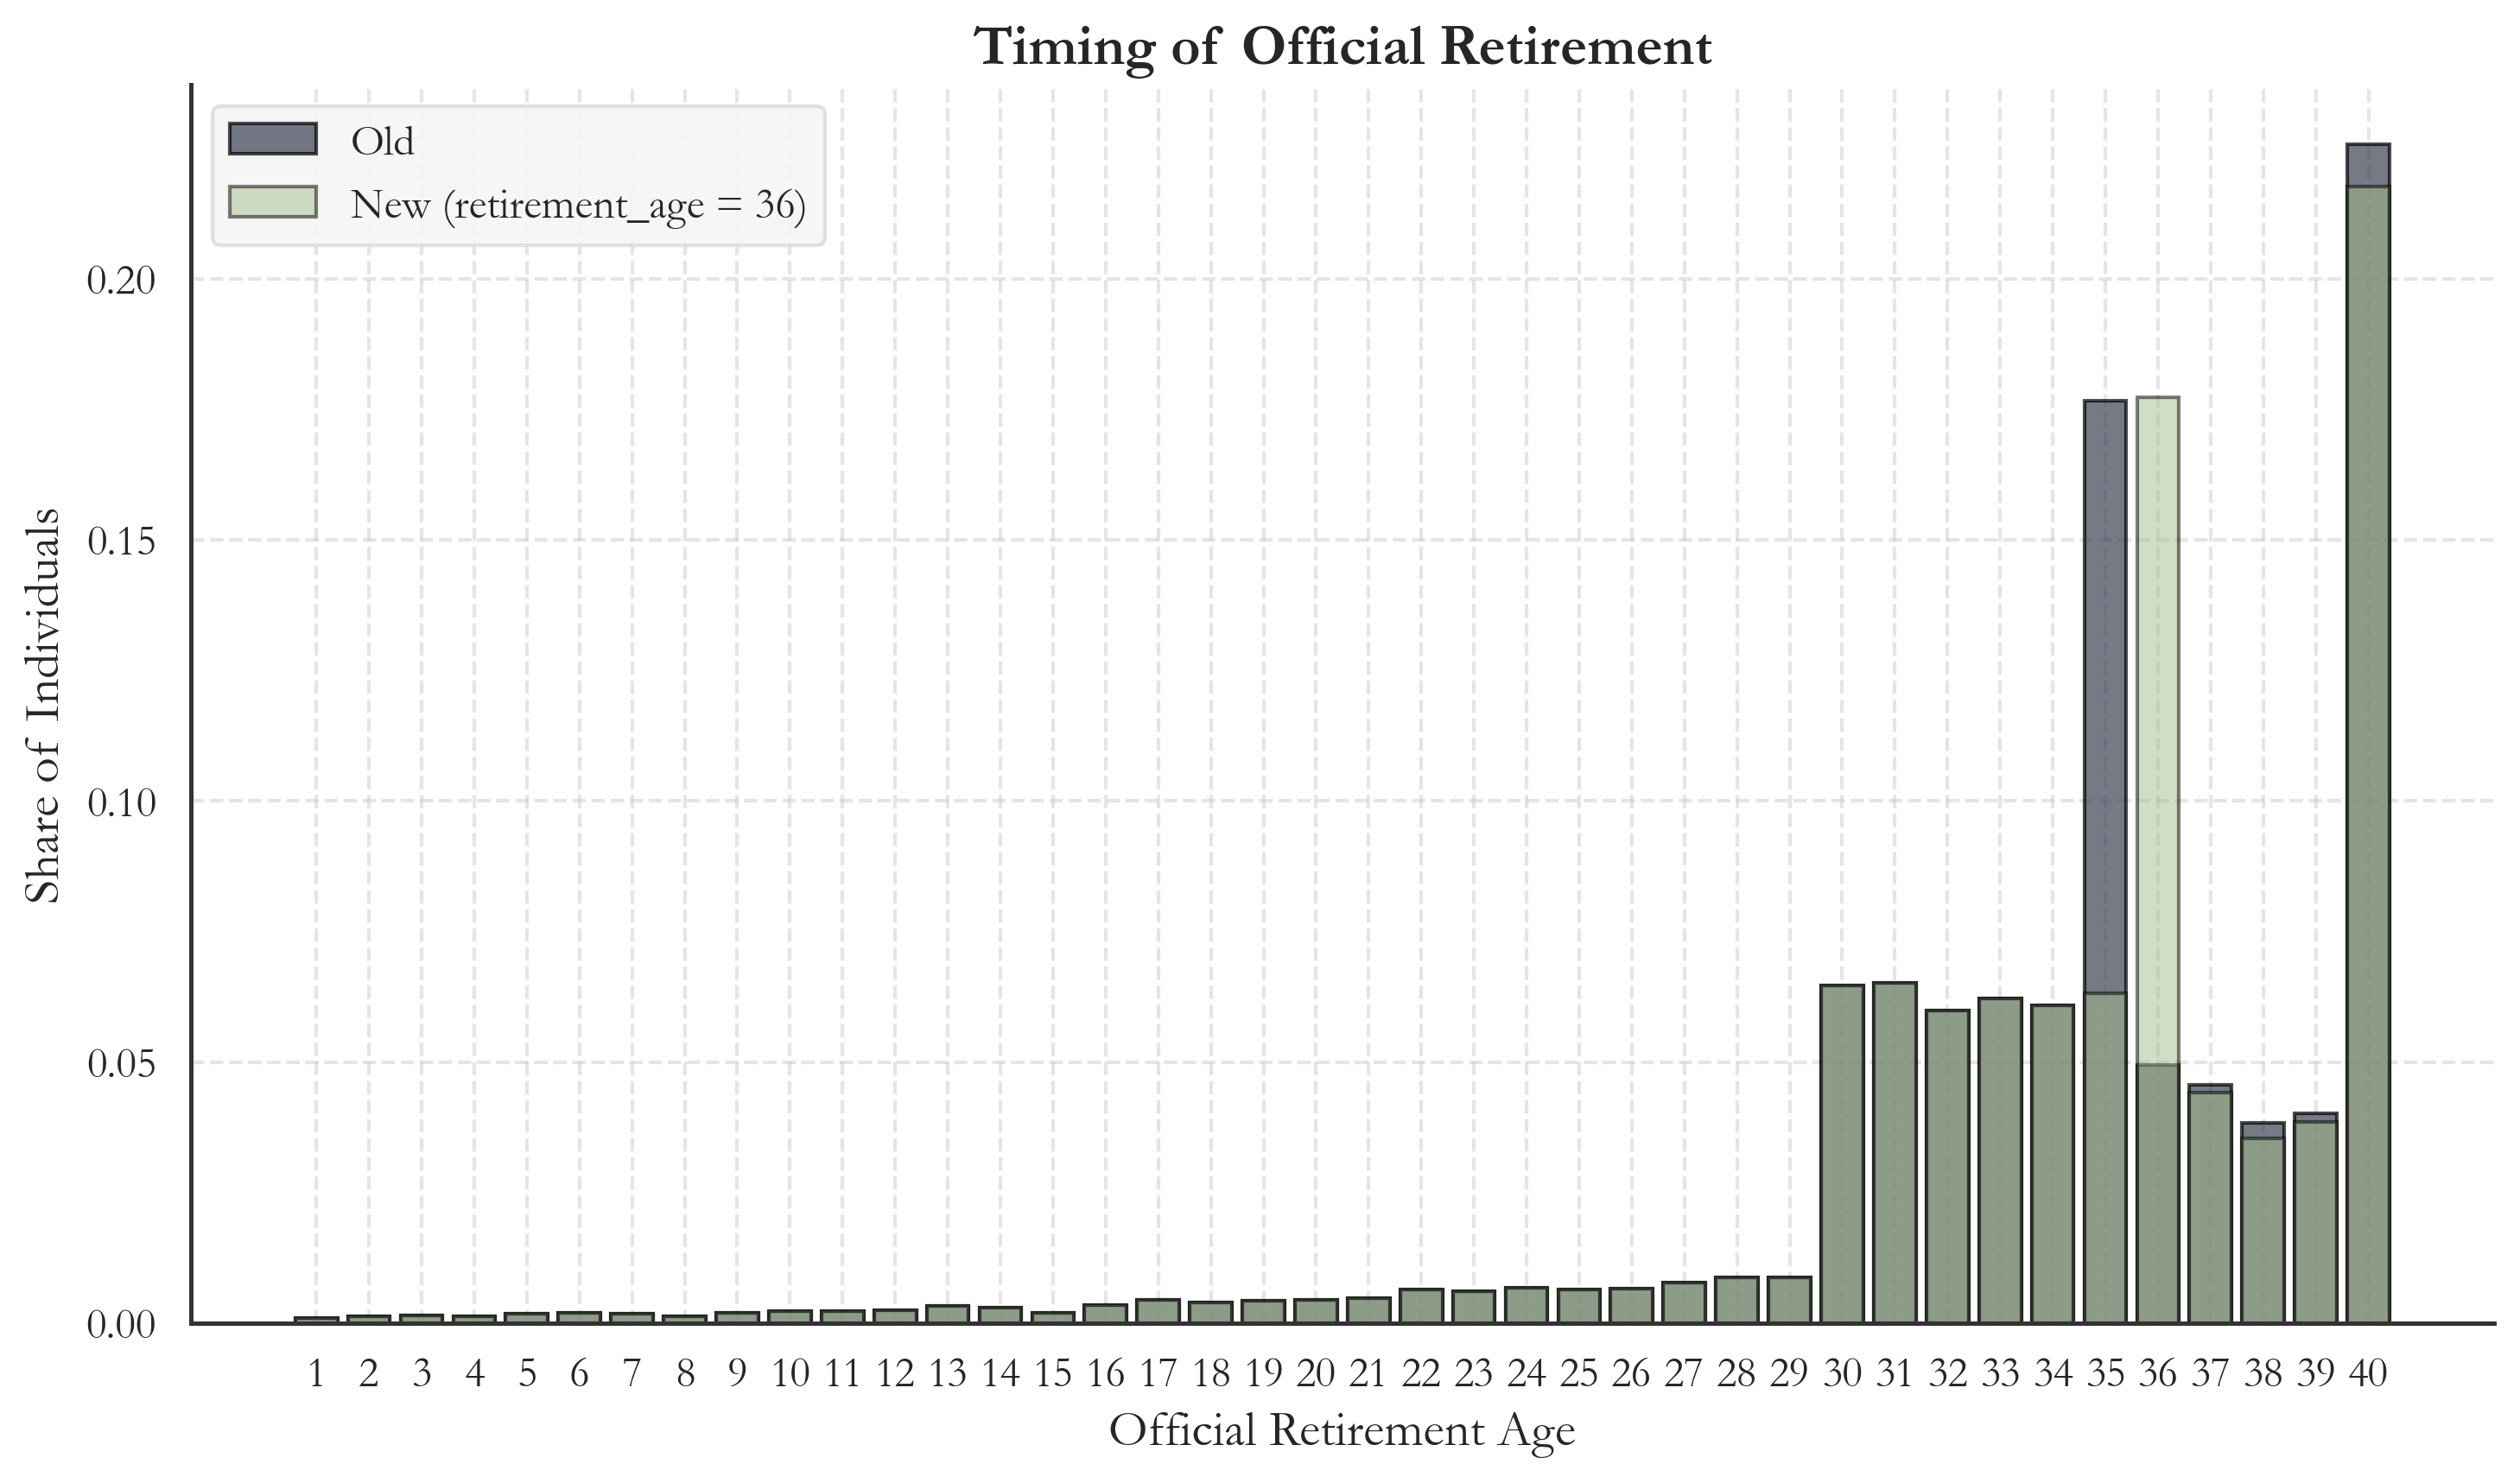 Timing of Official Retirement
Old
New (retirement_age = 36)
Share of Individuals
0.20
0.15
0.10
0.05
0.00
1 2 3 4 5 6 7 8 9 10 11 12 13 14 15 16 17 18 19 20 21 22 23 24 25 26 27 28 29 30 31 32 33 34 35 36 37 38 39 40
Official Retirement Age